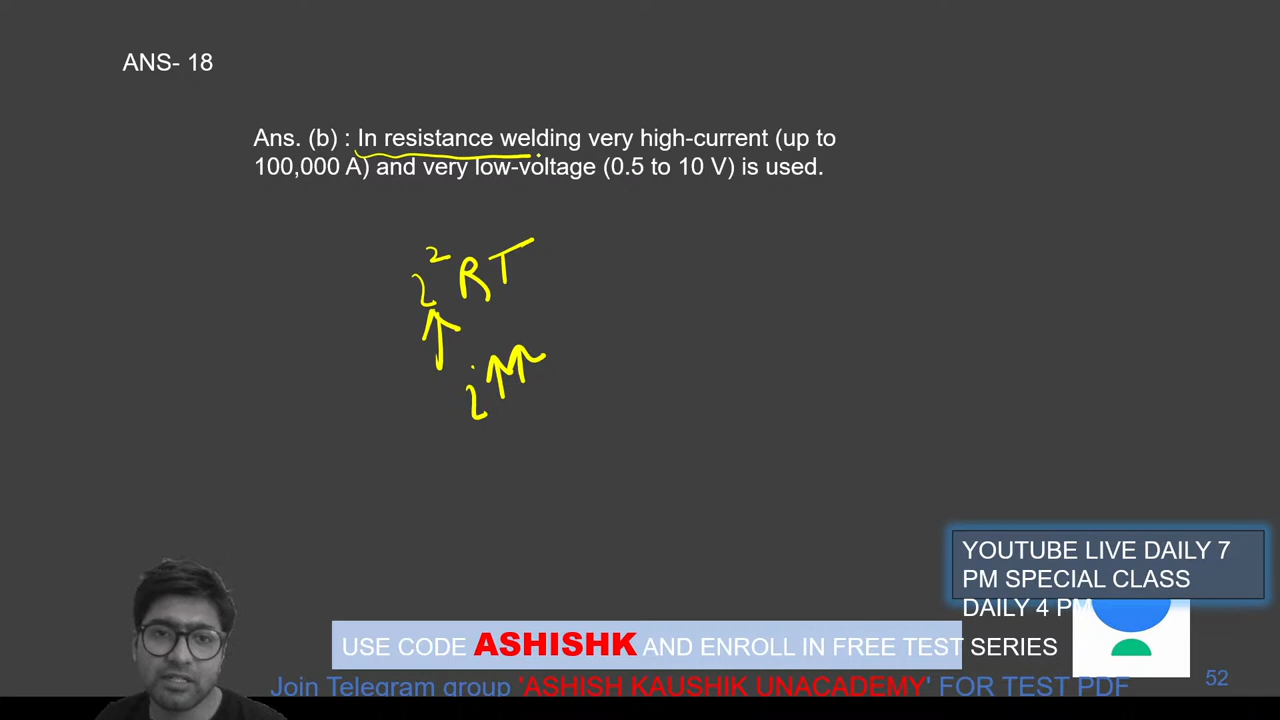 ANS- 18
Ans. (b) : In resistance welding very high-current (up to
100,000 A) and very low-voltage (0.5 to 10 V) is used.
i²RT
i↑↑
YOUTUBE LIVE DAILY 7
PM SPECIAL CLASS
DAILY 4 PM
USE CODE ASHISHK AND ENROLL IN FREE TEST SERIES
Join Telegram group 'ASHISH KAUSHIK UNACADEMY' FOR TEST PDF
52